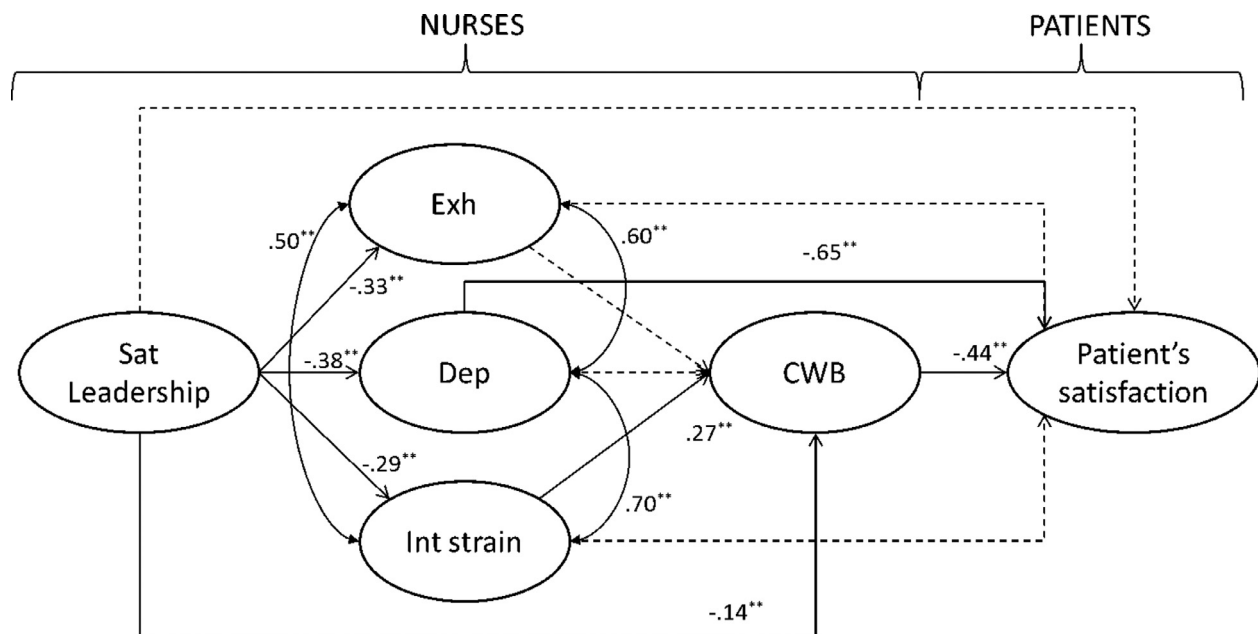 NURSES
PATIENTS
Exh
.50**
.60**
-.65**
-.33**
Sat
Leadership
-.38**
Dep
CWB
-.44**
Patient's
satisfaction
.27**
-.29**
.70**
Int strain
-.14**